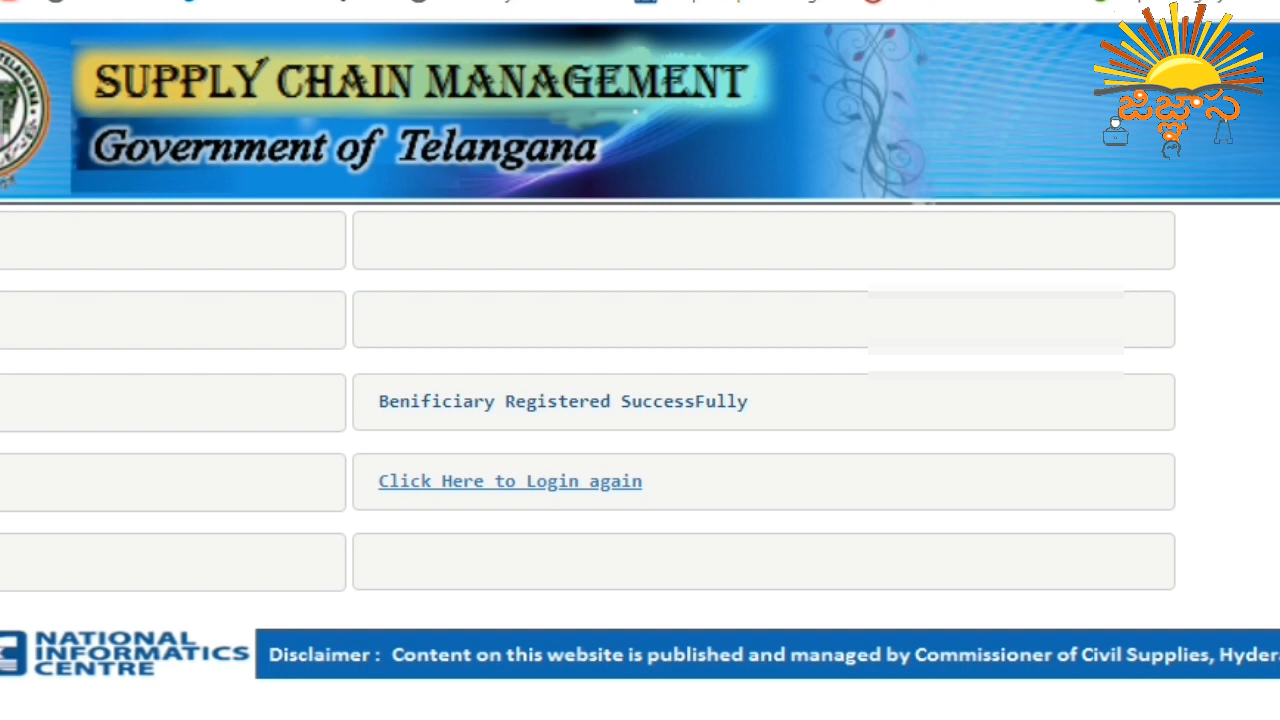 SUPPLY CHAIN MANAGEMENT
Government of Telangana
జిజ్ఞాస
Benificiary Registered SuccessFully
Click Here to Login again
NATIONAL
INFORMATICS
CENTRE
Disclaimer : Content on this website is published and managed by Commissioner of Civil Supplies, Hyder